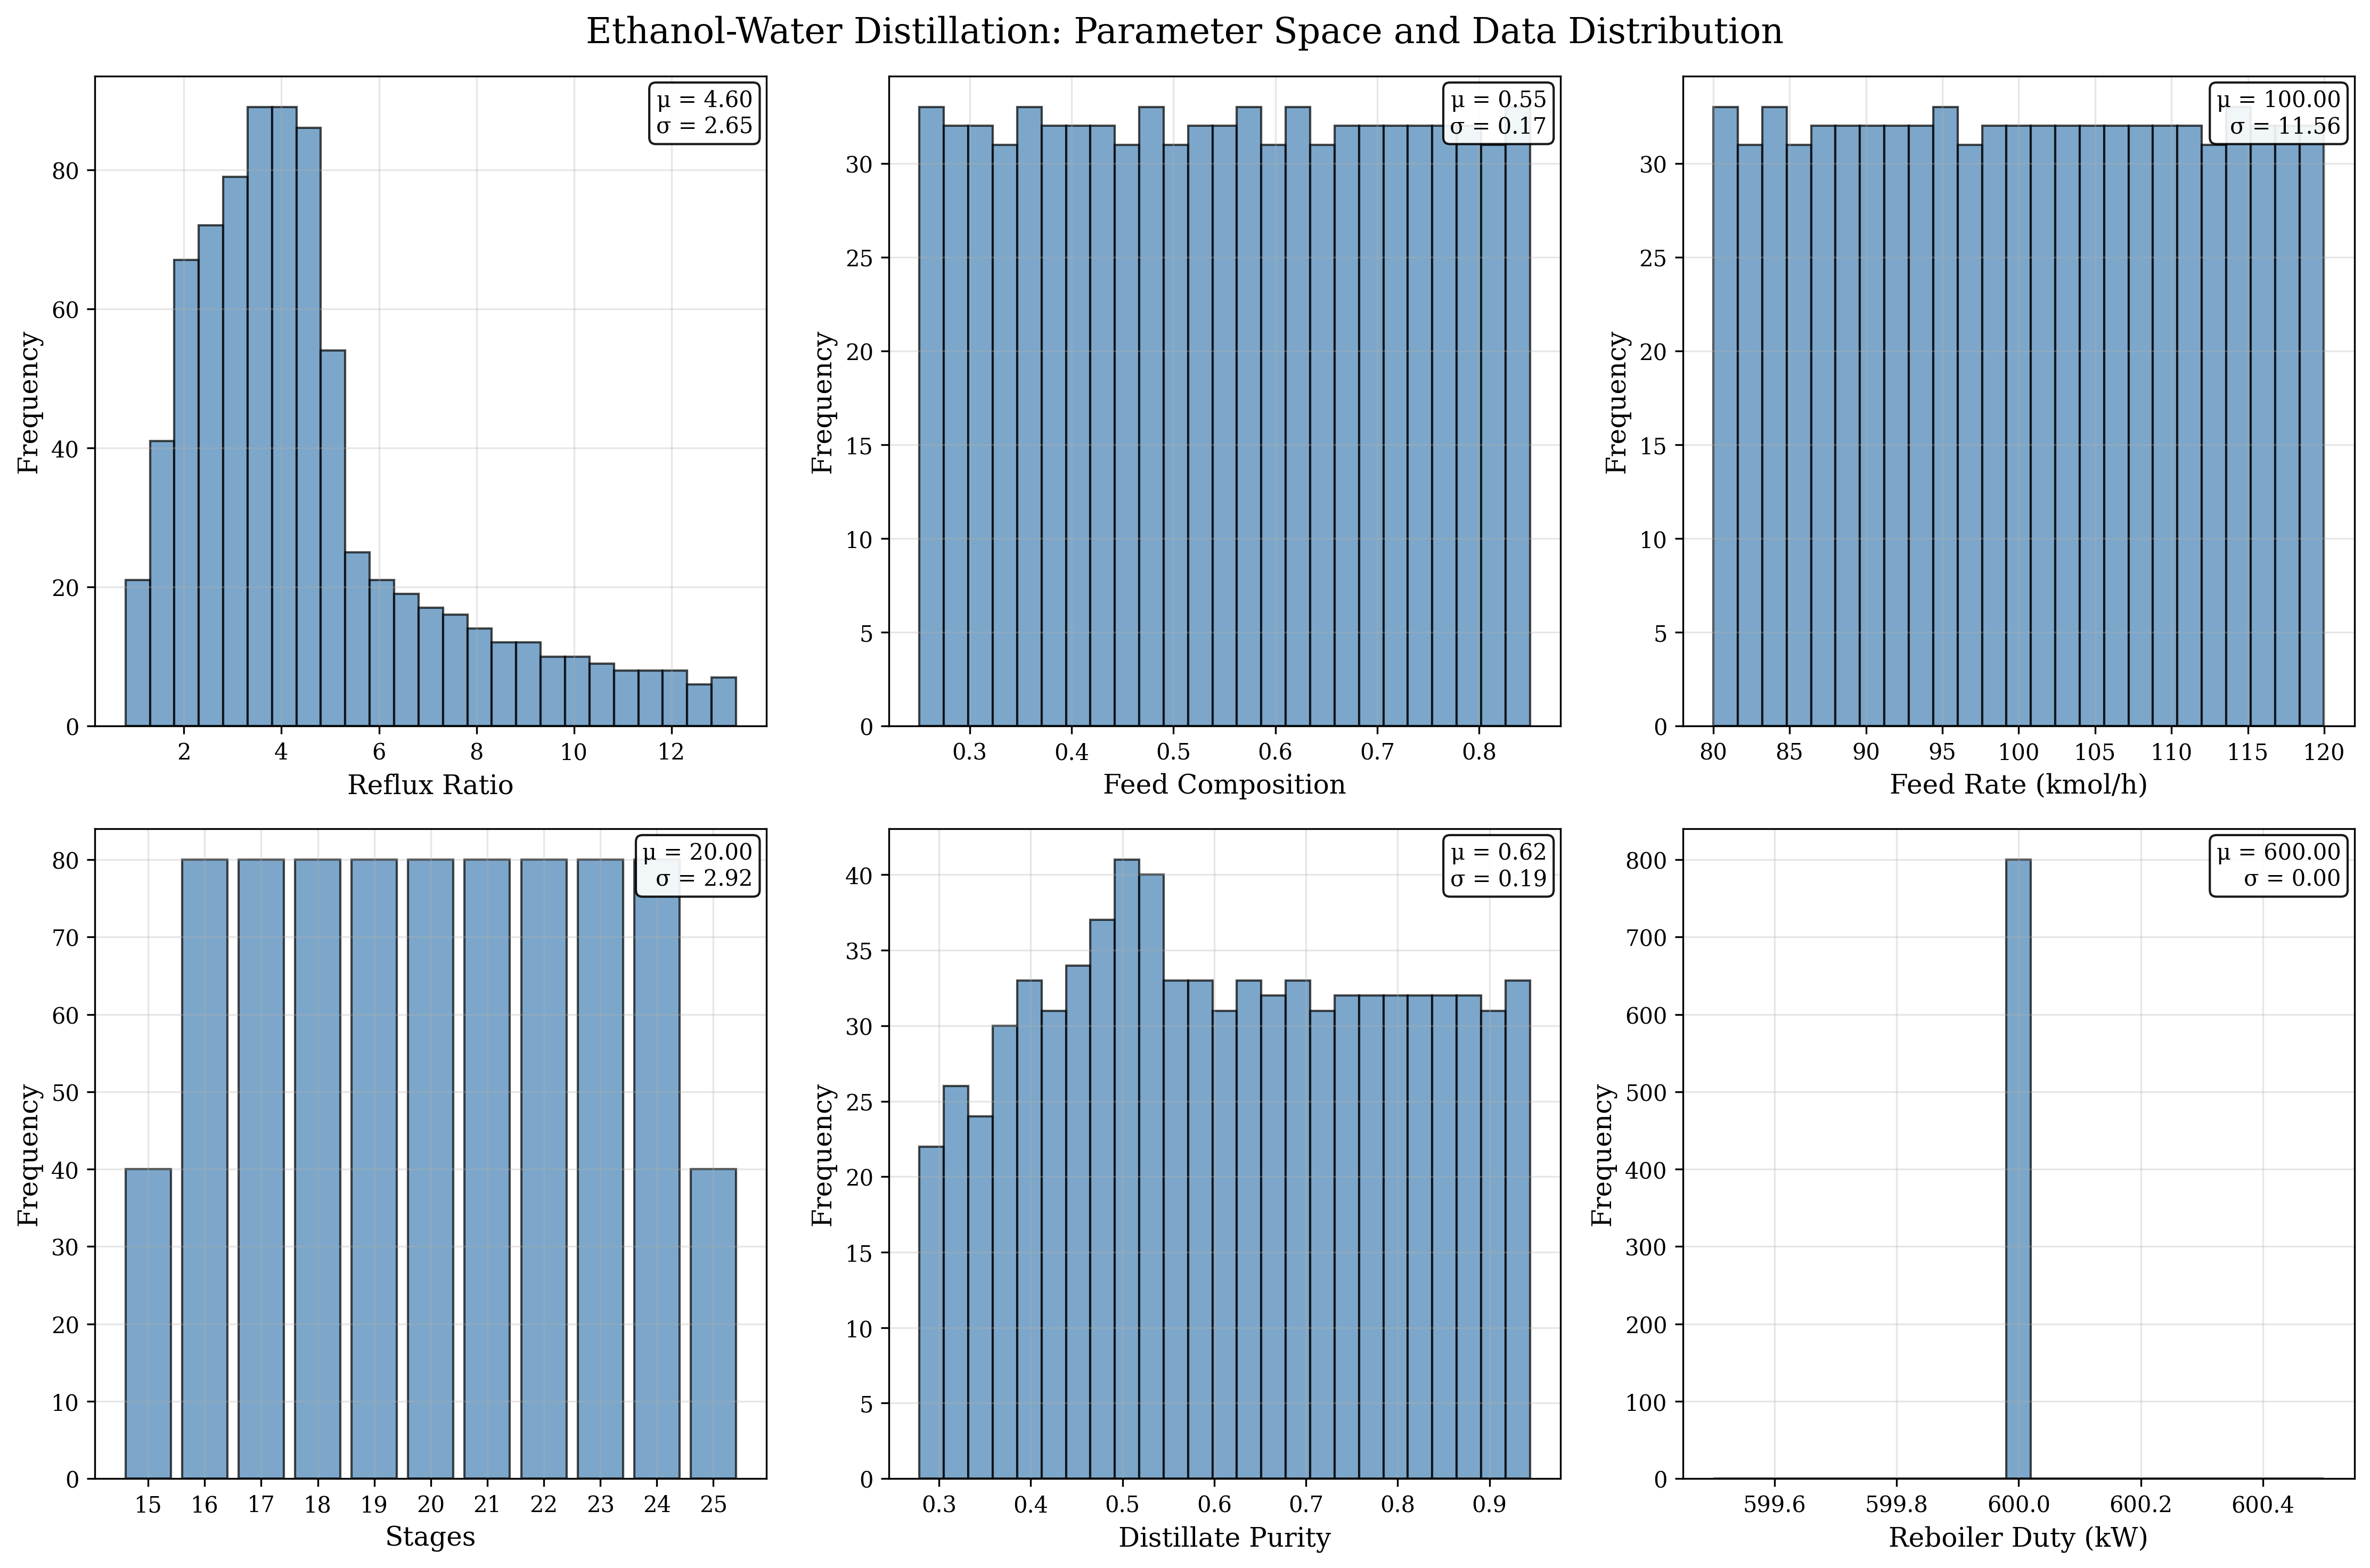 Ethanol-Water Distillation: Parameter Space and Data Distribution
Frequency
80
60
40
20
0
μ = 4.60
σ = 2.65
2 4 6 8 10 12
Reflux Ratio
Frequency
30
25
20
15
10
5
0
μ = 0.55
σ = 0.17
0.3 0.4 0.5 0.6 0.7 0.8
Feed Composition
Frequency
30
25
20
15
10
5
0
μ = 100.00
σ = 11.56
80 85 90 95 100 105 110 115 120
Feed Rate (kmol/h)
Frequency
80
70
60
50
40
30
20
10
0
μ = 20.00
σ = 2.92
15 16 17 18 19 20 21 22 23 24 25
Stages
Frequency
40
35
30
25
20
15
10
5
0
μ = 0.62
σ = 0.19
0.3 0.4 0.5 0.6 0.7 0.8 0.9
Distillate Purity
Frequency
800
700
600
500
400
300
200
100
0
μ = 600.00
σ = 0.00
599.6 599.8 600.0 600.2 600.4
Reboiler Duty (kW)